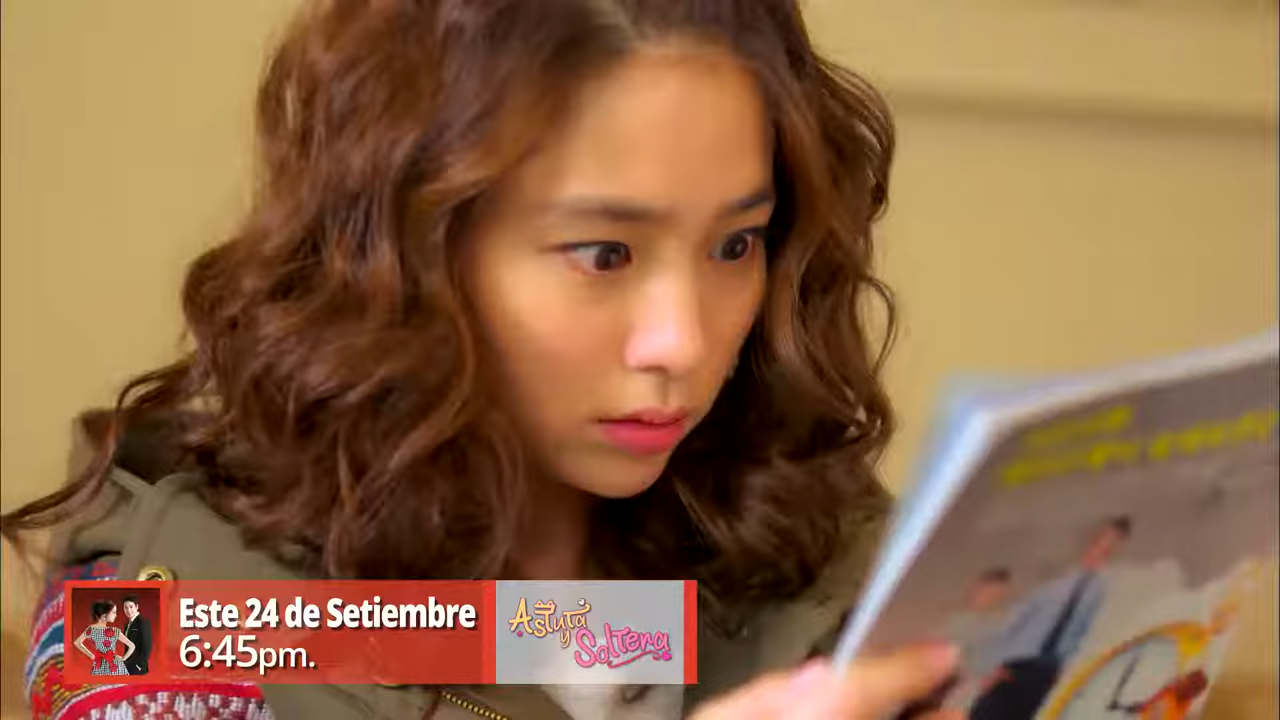 Este 24 de Setiembre
6:45pm.
Astuta
y
Soltera